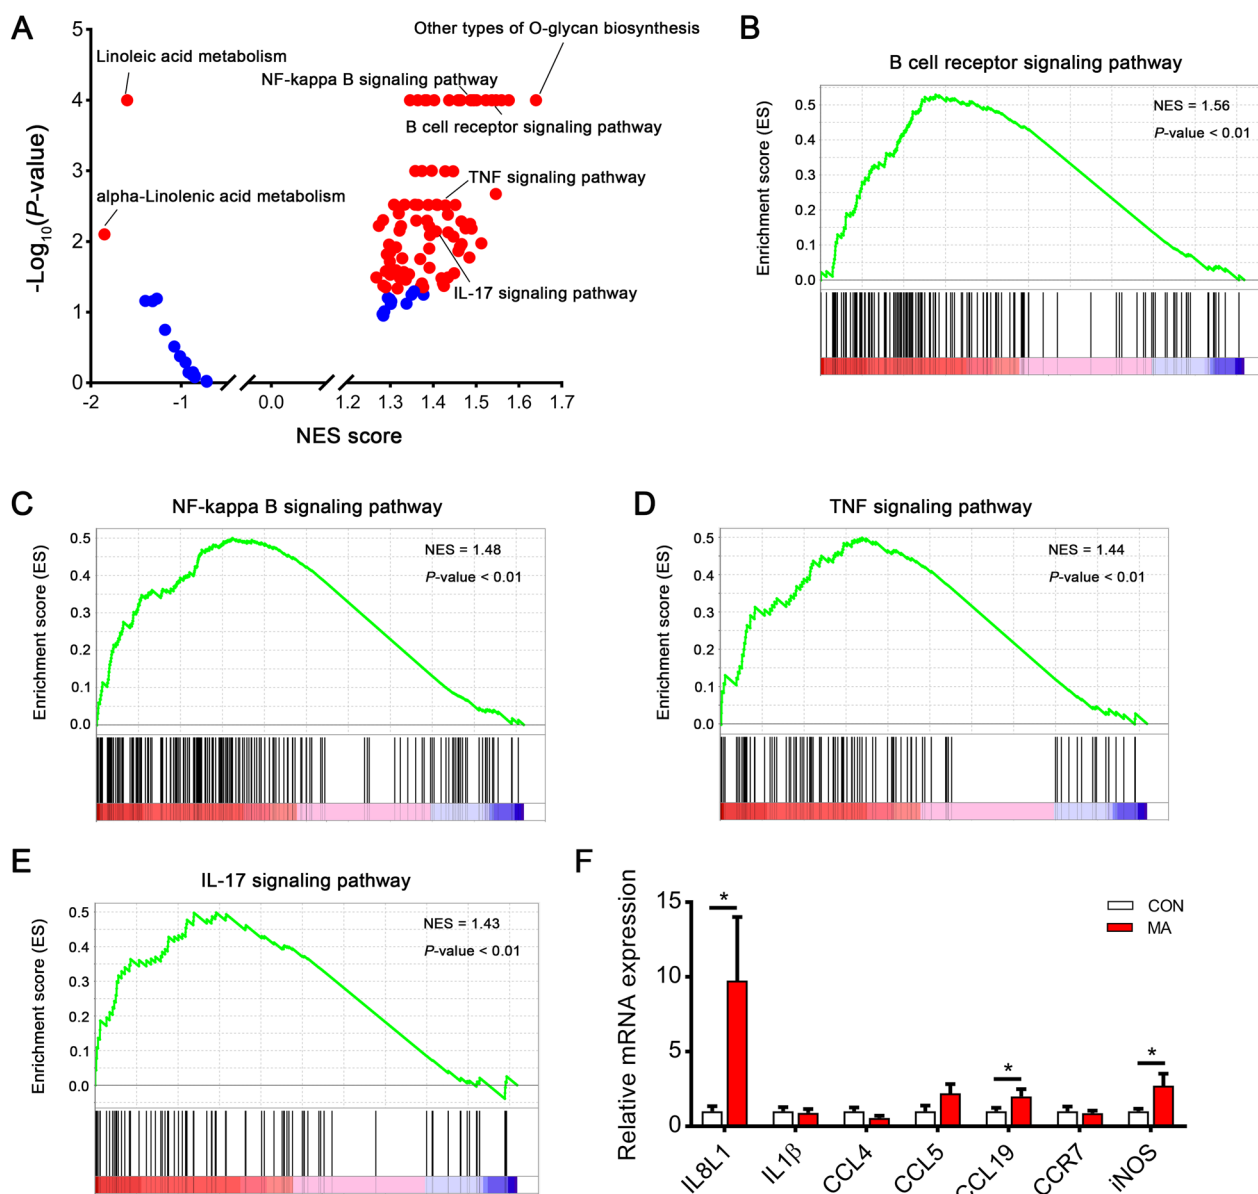 A
-Log10(P-value)
5
4
3
2
1
0
-2
-1
0.0
1.2
1.3
1.4
1.5
1.6
1.7
NES score
Other types of O-glycan biosynthesis
Linoleic acid metabolism
NF-kappa B signaling pathway
B cell receptor signaling pathway
TNF signaling pathway
alpha-Linolenic acid metabolism
IL-17 signaling pathway
B
B cell receptor signaling pathway
Enrichment score (ES)
0.5
0.4
0.3
0.2
0.1
0.0
NES = 1.56
P-value < 0.01
C
NF-kappa B signaling pathway
Enrichment score (ES)
0.5
0.4
0.3
0.2
0.1
0.0
NES = 1.48
P-value < 0.01
D
TNF signaling pathway
Enrichment score (ES)
0.5
0.4
0.3
0.2
0.1
0.0
NES = 1.44
P-value < 0.01
E
IL-17 signaling pathway
Enrichment score (ES)
0.5
0.4
0.3
0.2
0.1
0.0
NES = 1.43
P-value < 0.01
F
Relative mRNA expression
15
10
5
0
*
*
*
CON
MA
IL8L1
IL1β
CCL4
CCL5
CCL19
CCR7
iNOS